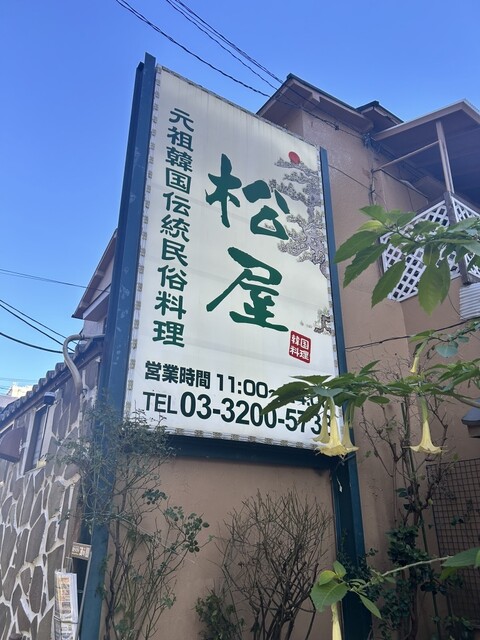 元祖韓国伝統民俗料理
松屋
韓国
料理
営業時間 11:00〜
TEL 03-3200-573